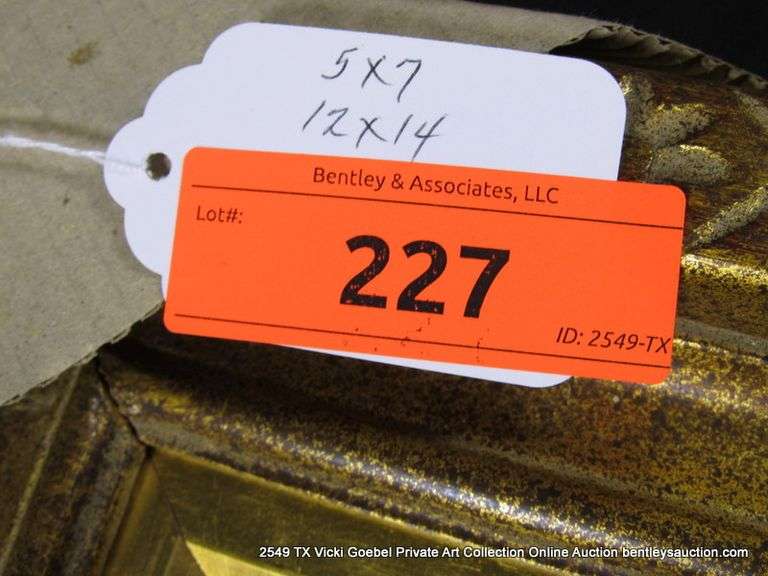 5X7
12X14
Bentley & Associates, LLC
Lot#:
227
ID: 2549-TX
2549 TX Vicki Goebel Private Art Collection Online Auction bentleysauction.com